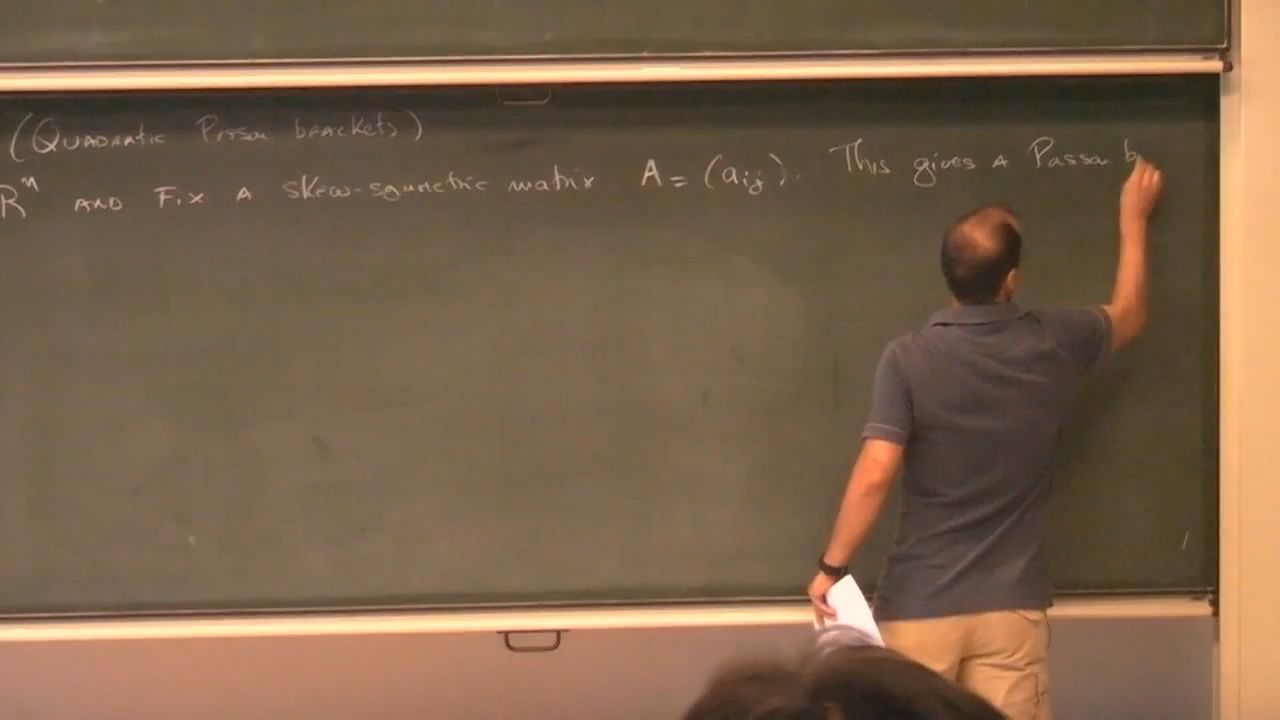 (Quadratic Poisson brackets)
R^n and Fix a skew-symmetric matrix A = (a_ij). This gives a Poisson b